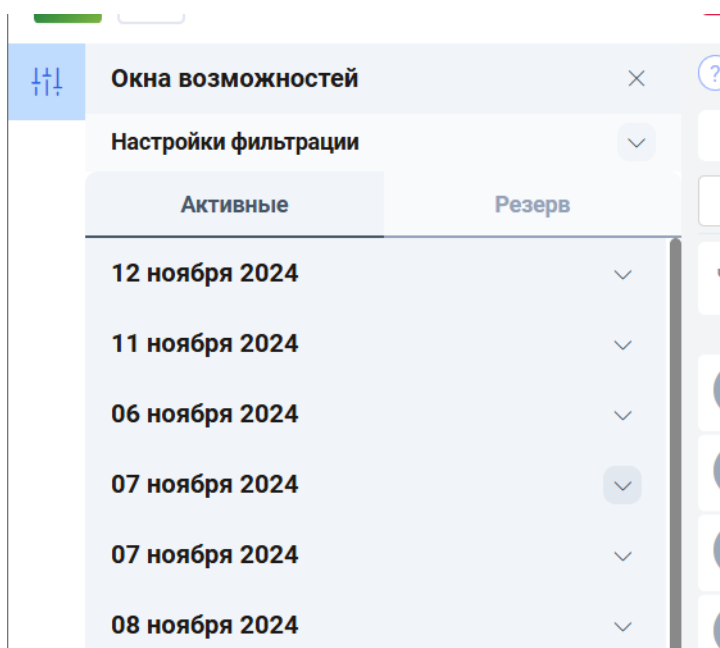 Окна возможностей
?
Настройки фильтрации
Активные
Резерв
12 ноября 2024
11 ноября 2024
06 ноября 2024
07 ноября 2024
07 ноября 2024
08 ноября 2024